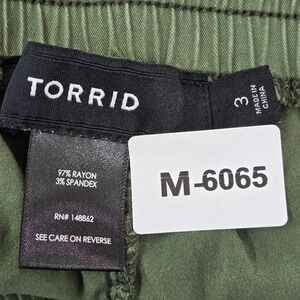 TORRID
3
MADE IN
CHINA
97% RAYON
3% SPANDEX
RN# 148862
SEE CARE ON REVERSE
M-6065